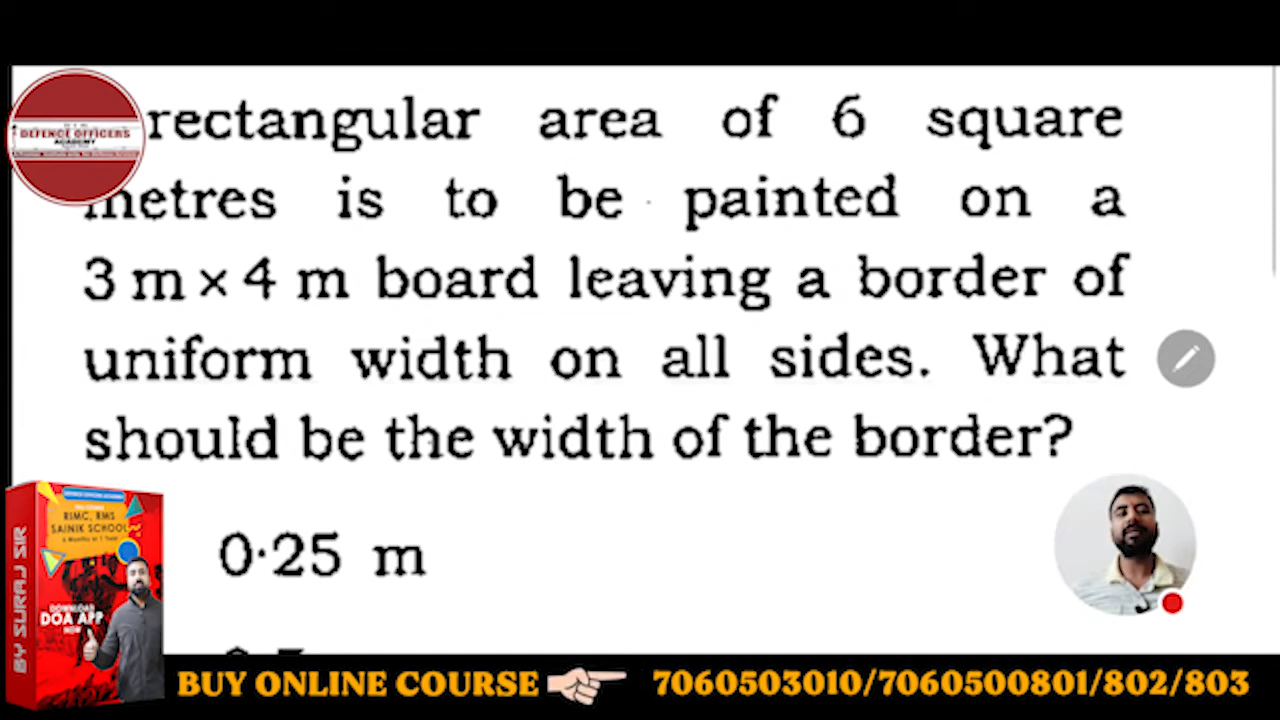 rectangular area of 6 square
metres is to be painted on a
3 m × 4 m board leaving a border of
uniform width on all sides. What
should be the width of the border?
0·25 m
DEFENCE OFFICERS
ACADEMY
RIMC, RMS
SAINIK SCHOOL
DOWNLOAD
DOA APP
NOW
BY SURAJ SIR
BUY ONLINE COURSE 7060503010/7060500801/802/803